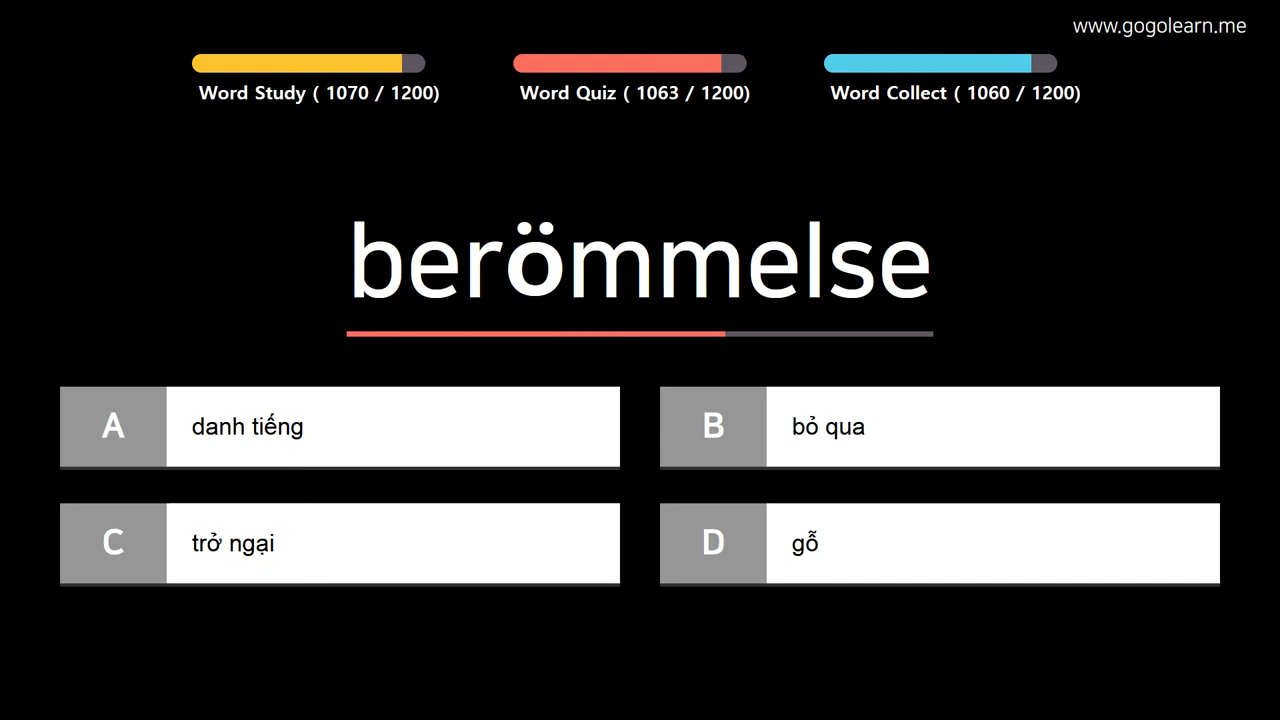 www.gogolearn.me
Word Study ( 1070 / 1200)
Word Quiz ( 1063 / 1200)
Word Collect ( 1060 / 1200)
berömmelse
A danh tiếng
B bỏ qua
C trở ngại
D gỗ